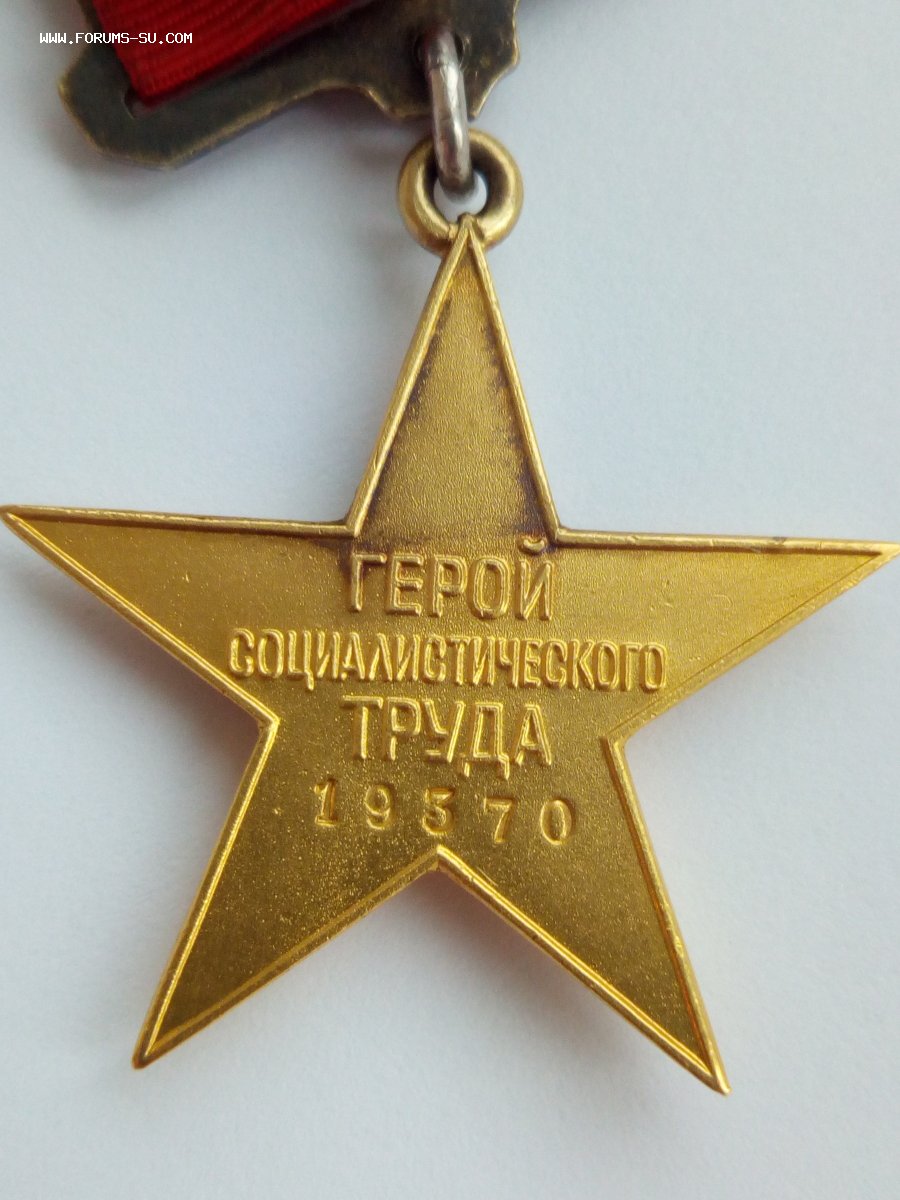 WWW.FORUMS-SU.COM
ГЕРОЙ
СОЦИАЛИСТИЧЕСКОГО
ТРУДА
19370